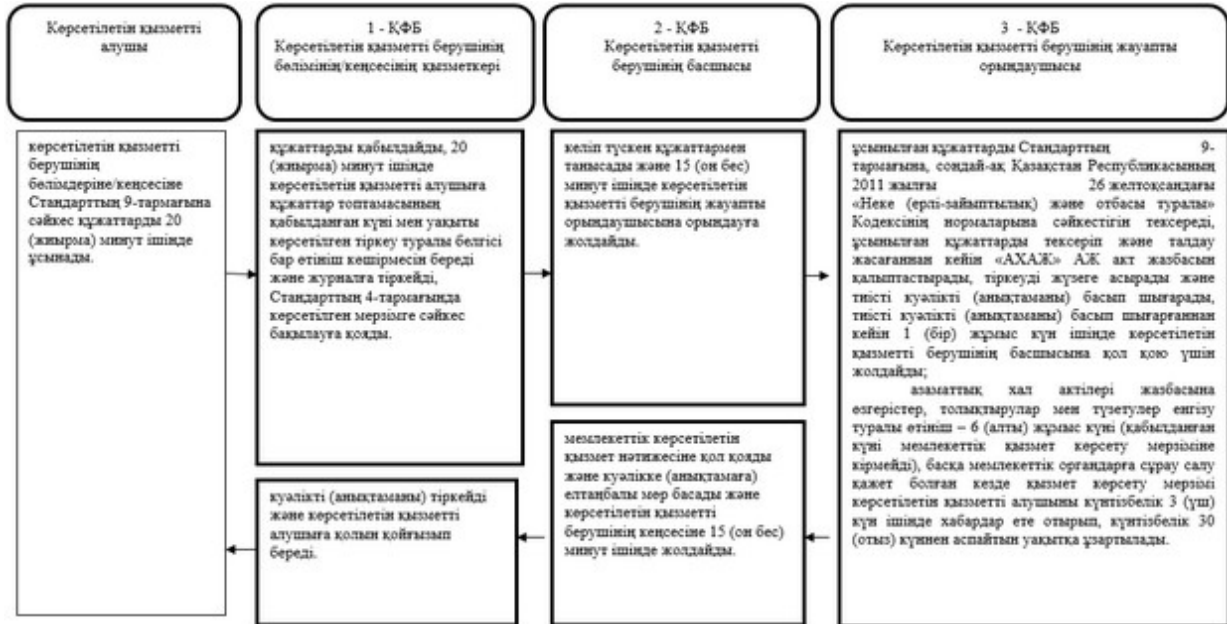 Көрсетілетін қызметті
алушы
1 - ҚФБ
Көрсетілетін қызметті берушінің
бөлімінің/кеңсесінің қызметкері
2 - ҚФБ
Көрсетілетін қызметті
берушінің басшысы
3 - ҚФБ
Көрсетілетін қызметті берушінің жауапты
орындаушысы
көрсетілетін қызметті
берушінің
бөлімдеріне/кеңсесіне
Стандарттың 9-тармағына
сәйкес құжаттарды 20
(жиырма) минут ішінде
ұсынады.
құжаттарды қабылдайды, 20
(жиырма) минут ішінде
көрсетілетін қызметті алушыға
құжаттар топтамасының
қабылданған күні мен уақыты
көрсетілген тіркеу туралы белгісі
бар өтініш көшірмесін береді
және журналға тіркейді,
Стандарттың 4-тармағында
көрсетілген мерзімге сәйкес
бақылауға қояды.
келіп түскен құжаттармен
танысады және 15 (он бес)
минут ішінде көрсетілетін
қызметті берушінің жауапты
орындаушысына орындауға
жолдайды.
ұсынылған құжаттарды Стандарттың 9-
тармағына, сондай-ақ Қазақстан Республикасының
2011 жылғы 26 желтоқсандағы
«Неке (ерлі-зайыптылық) және отбасы туралы»
Кодексінің нормаларына сәйкестігін тексереді,
ұсынылған құжаттарды тексеріп және талдау
жасағаннан кейін «АХАЖ» АЖ акт жазбасын
қалыптастырады, тіркеуді жүзеге асырады және
тиісті куәлікті (анықтаманы) басып шығарады,
тиісті куәлікті (анықтаманы) басып шығарғаннан
кейін 1 (бір) жұмыс күн ішінде көрсетілетін
қызметті берушінің басшысына қол қою үшін
жолдайды;
азаматтық хал актілері жазбасына
өзгерістер, толықтырулар мен түзетулер енгізу
туралы өтініш – 6 (алты) жұмыс күні (қабылданған
күні мемлекеттік қызмет көрсету мерзіміне
кірмейді), басқа мемлекеттік органдарға сұрау салу
қажет болған кезде қызмет көрсету мерзімі
көрсетілетін қызметті алушыны күнтізбелік 3 (үш)
күн ішінде хабардар ете отырып, күнтізбелік 30
(отыз) күннен аспайтын уақытқа ұзартылады.
мемлекеттік көрсетілетін
қызмет нәтижесіне қол қояды
және куәлікке (анықтамаға)
елтаңбалы мөр басады және
көрсетілетін қызметті
берушінің кеңсесіне 15 (он бес)
минут ішінде жолдайды.
куәлікті (анықтаманы) тіркейді
және көрсетілетін қызметті
алушыға қолын қойғызып
береді.